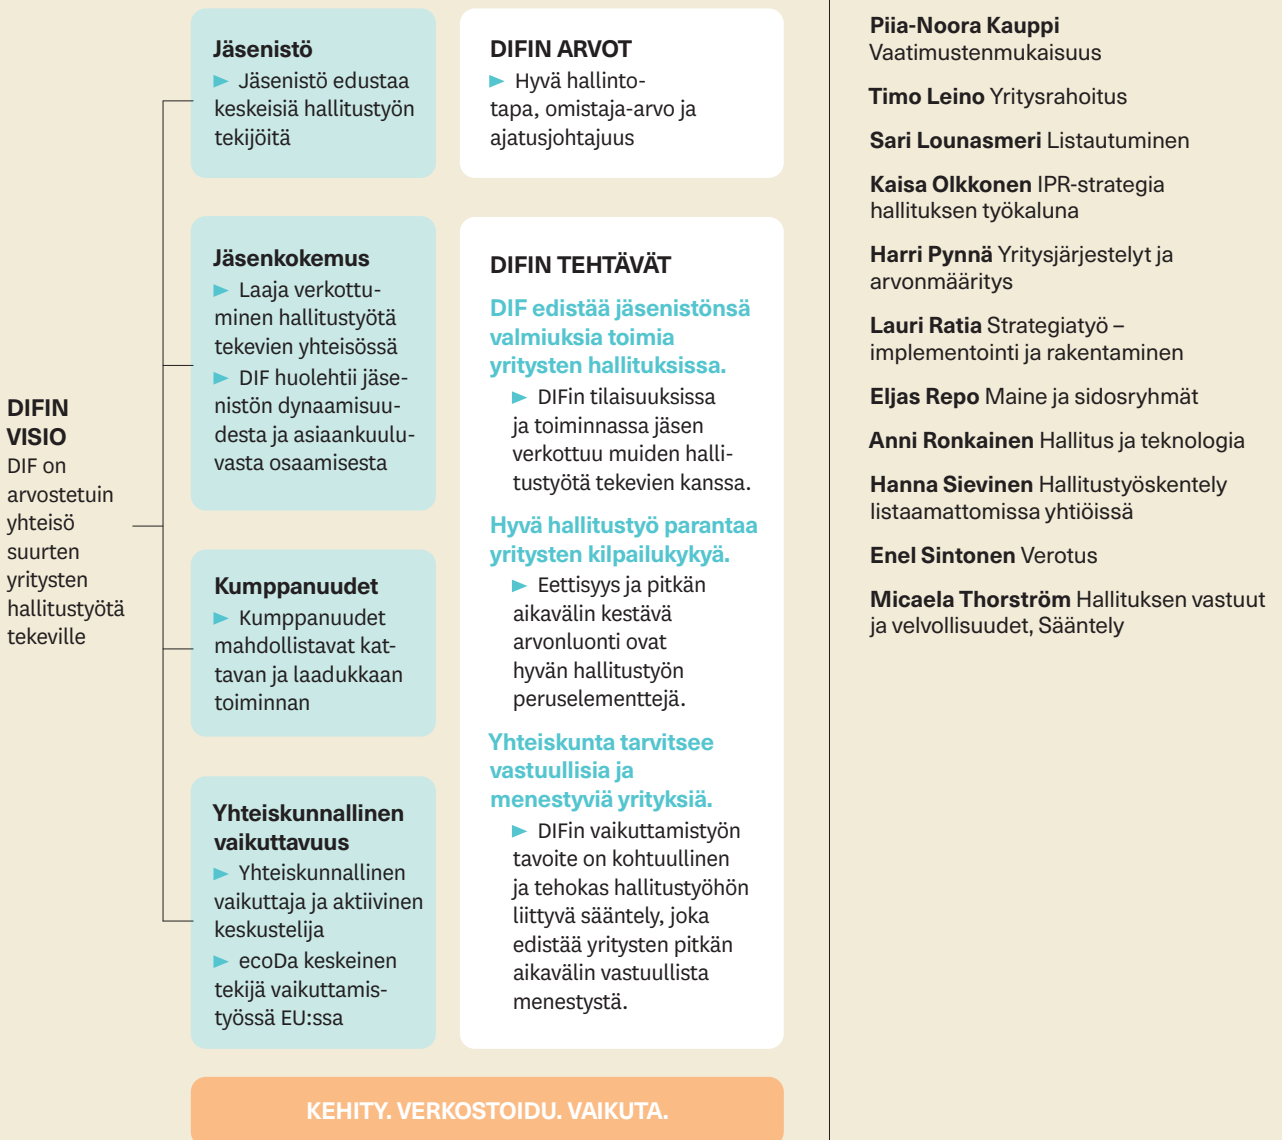 DIFIN
VISIO
DIF on
arvostetuin
yhteisö
suurten
yritysten
hallitustyötä
tekeville
Jäsenistö
► Jäsenistö edustaa
keskeisiä hallitustyön
tekijöitä
Jäsenkokemus
► Laaja verkottu-
minen hallitustyötä
tekevien yhteisössä
► DIF huolehtii jäse-
nistön dynaamisuu-
desta ja asiaankuulu-
vasta osaamisesta
Kumppanuudet
► Kumppanuudet
mahdollistavat kat-
tavan ja laadukkaan
toiminnan
Yhteiskunnallinen
vaikuttavuus
► Yhteiskunnallinen
vaikuttaja ja aktiivinen
keskustelija
► ecoDa keskeinen
tekijä vaikuttamis-
työssä EU:ssa
DIFIN ARVOT
► Hyvä hallinto-
tapa, omistaja-arvo ja
ajatusjohtajuus
DIFIN TEHTÄVÄT
DIF edistää jäsenistönsä
valmiuksia toimia
yritysten hallituksissa.
► DIFin tilaisuuksissa
ja toiminnassa jäsen
verkottuu muiden halli-
tustyötä tekevien kanssa.
Hyvä hallitustyö parantaa
yritysten kilpailukykyä.
► Eettisyys ja pitkän
aikavälin kestävä
arvonluonti ovat
hyvän hallitustyön
peruselementtejä.
Yhteiskunta tarvitsee
vastuullisia ja
menestyviä yrityksiä.
► DIFin vaikuttamistyön
tavoite on kohtuullinen
ja tehokas hallitustyöhön
liittyvä sääntely, joka
edistää yritysten pitkän
aikavälin vastuullista
menestystä.
KEHITY. VERKOSTOIDU. VAIKUTA.
Piia-Noora Kauppi
Vaatimustenmukaisuus
Timo Leino Yritysrahoitus
Sari Lounasmeri Listautuminen
Kaisa Olkkonen IPR-strategia
hallituksen työkaluna
Harri Pynnä Yritysjärjestelyt ja
arvonmääritys
Lauri Ratia Strategiatyö –
implementointi ja rakentaminen
Eljas Repo Maine ja sidosryhmät
Anni Ronkainen Hallitus ja teknologia
Hanna Sievinen Hallitustyöskentely
listaamattomissa yhtiöissä
Enel Sintonen Verotus
Micaela Thorström Hallituksen vastuut
ja velvollisuudet, Sääntely